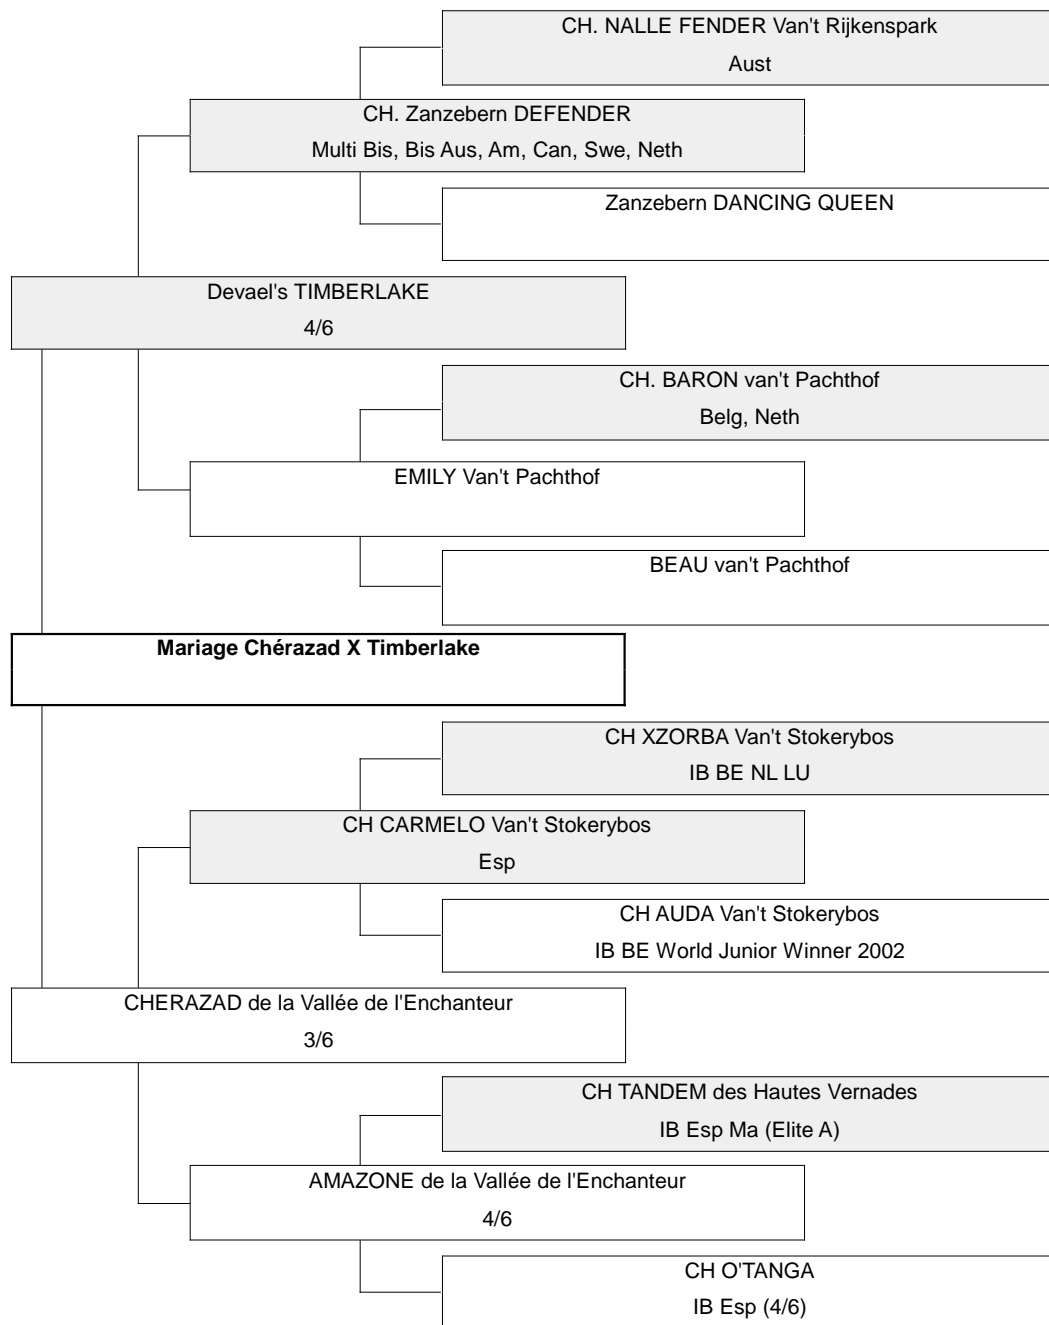 CH. NALLE FENDER Van't Rijkenspark
Aust
CH. Zanzebern DEFENDER
Multi Bis, Bis Aus, Am, Can, Swe, Neth
Zanzebern DANCING QUEEN
Devael's TIMBERLAKE
4/6
CH. BARON van't Pachthof
Belg, Neth
EMILY Van't Pachthof
BEAU van't Pachthof
Mariage Chérazad X Timberlake
CH XZORBA Van't Stokerybos
IB BE NL LU
CH CARMELO Van't Stokerybos
Esp
CH AUDA Van't Stokerybos
IB BE World Junior Winner 2002
CHERAZAD de la Vallée de l'Enchanteur
3/6
CH TANDEM des Hautes Vernades
IB Esp Ma (Elite A)
AMAZONE de la Vallée de l'Enchanteur
4/6
CH O'TANGA
IB Esp (4/6)